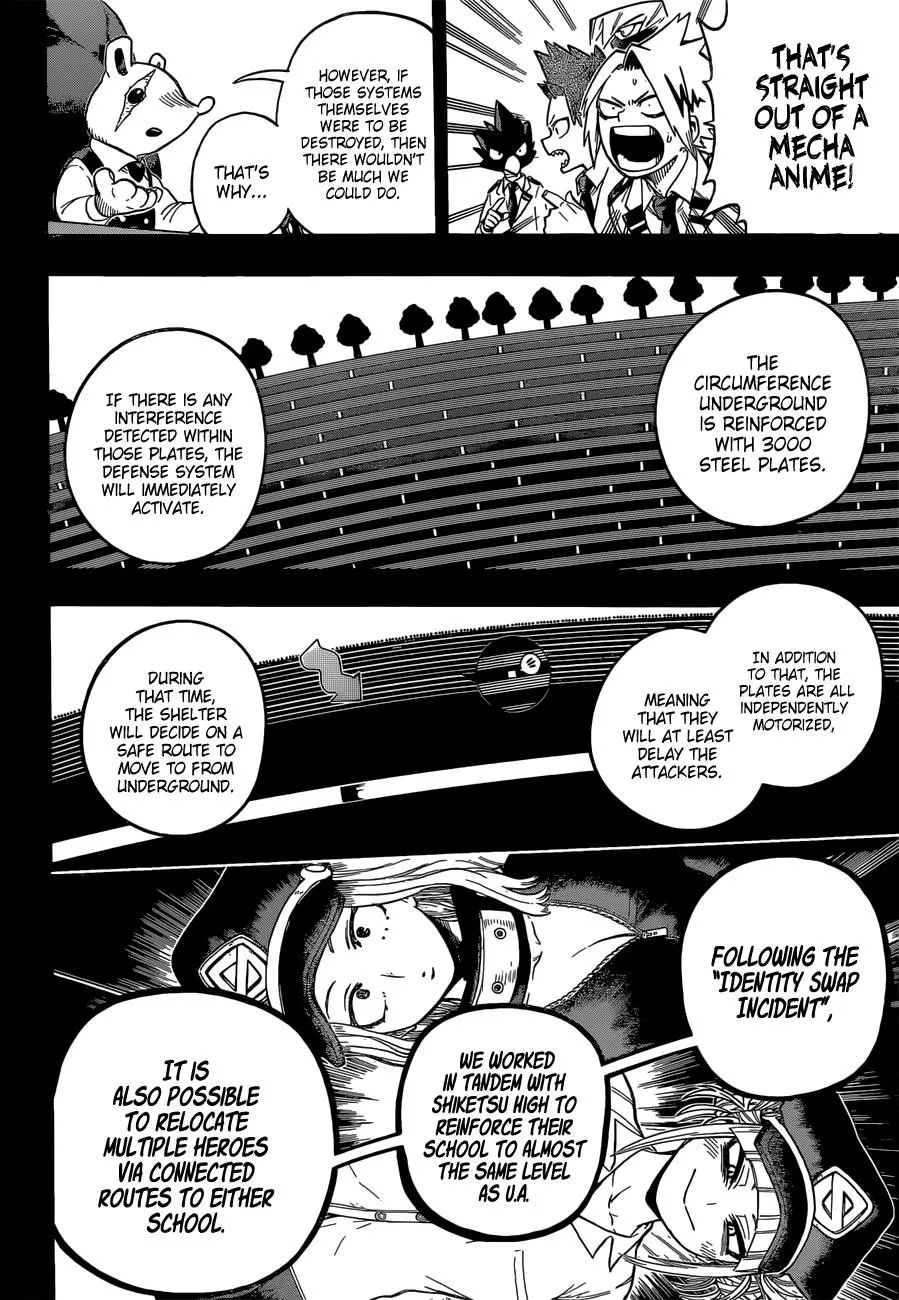 THAT'S
STRAIGHT
OUT OF A
MECHA
ANIME!
HOWEVER, IF
THOSE SYSTEMS
THEMSELVES
WERE TO BE
DESTROYED, THEN
THERE WOULDN'T
BE MUCH WE
COULD DO.
THAT'S
WHY...
THE
CIRCUMFERENCE
UNDERGROUND
IS REINFORCED
WITH 3000
STEEL PLATES.
IF THERE IS ANY
INTERFERENCE
DETECTED WITHIN
THOSE PLATES, THE
DEFENSE SYSTEM
WILL IMMEDIATELY
ACTIVATE.
IN ADDITION
TO THAT, THE
PLATES ARE ALL
INDEPENDENTLY
MOTORIZED,
MEANING
THAT THEY
WILL AT LEAST
DELAY THE
ATTACKERS.
DURING
THAT TIME,
THE SHELTER
WILL DECIDE ON A
SAFE ROUTE TO
MOVE TO FROM
UNDERGROUND.
FOLLOWING THE
"IDENTITY SWAP
INCIDENT",
WE WORKED
IN TANDEM WITH
SHIKETSU HIGH TO
REINFORCE THEIR
SCHOOL TO ALMOST
THE SAME LEVEL
AS U.A.
IT IS
ALSO POSSIBLE
TO RELOCATE
MULTIPLE HEROES
VIA CONNECTED
ROUTES TO EITHER
SCHOOL.